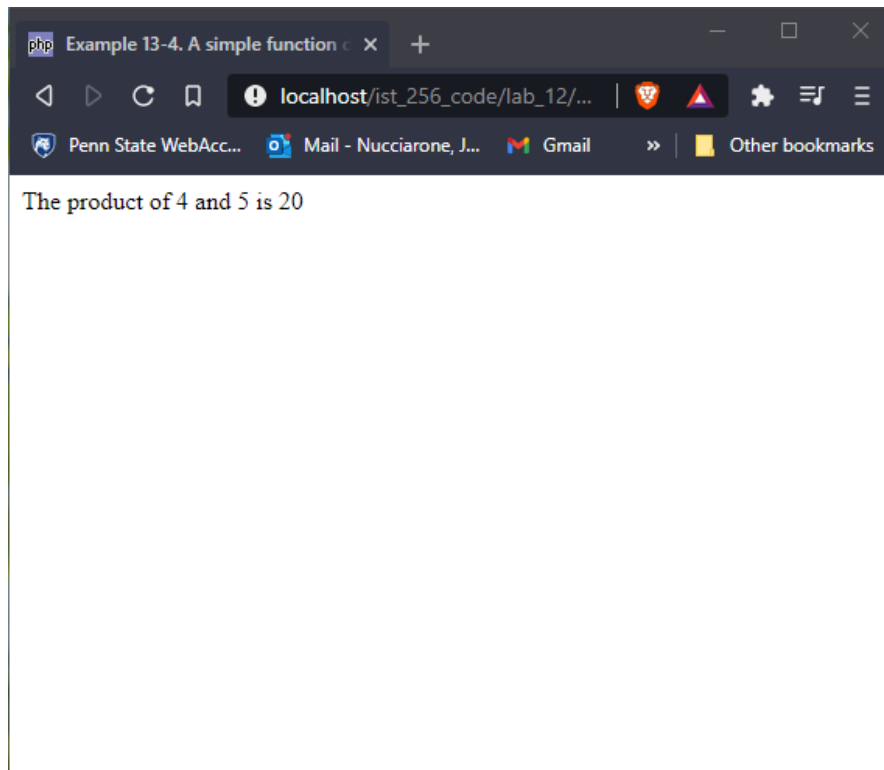 php Example 13-4. A simple function
localhost/ist_256_code/lab_12/...
Penn State WebAcc... Mail - Nucciarone, J... Gmail » Other bookmarks
The product of 4 and 5 is 20